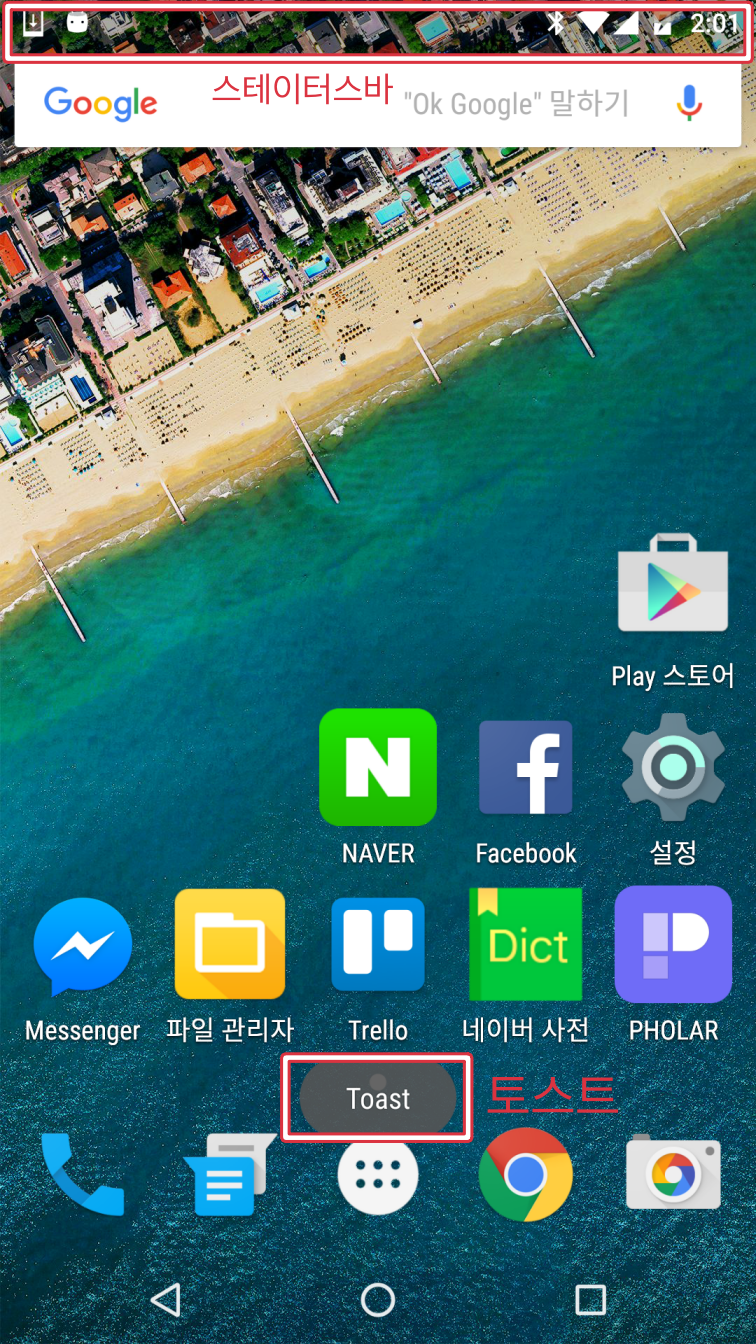 2:01
Google
스테이터스바
"Ok Google" 말하기
Play 스토어
N
NAVER
f
Facebook
설정
Dict
P
Messenger
파일 관리자
Trello
네이버 사전
PHOLAR
Toast
토스트